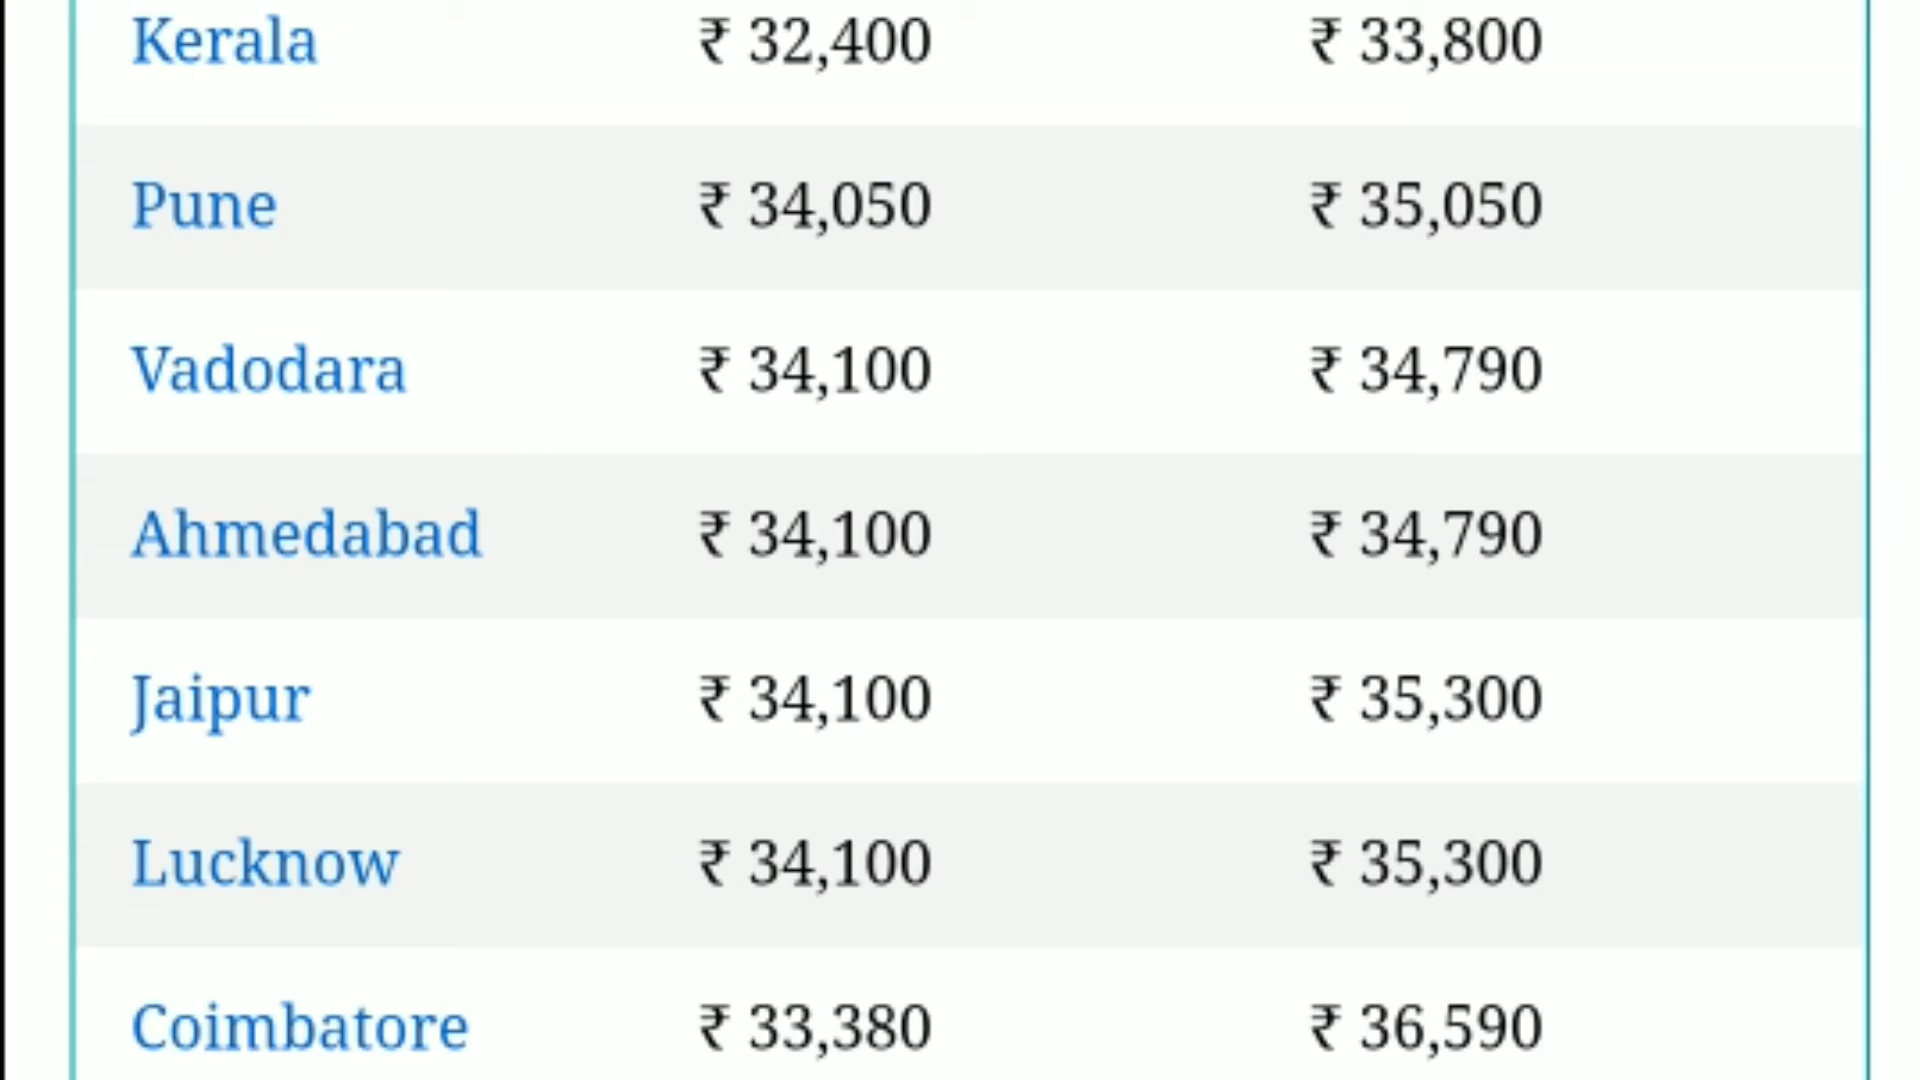 Kerala ₹ 32,400 ₹ 33,800
Pune ₹ 34,050 ₹ 35,050
Vadodara ₹ 34,100 ₹ 34,790
Ahmedabad ₹ 34,100 ₹ 34,790
Jaipur ₹ 34,100 ₹ 35,300
Lucknow ₹ 34,100 ₹ 35,300
Coimbatore ₹ 33,380 ₹ 36,590